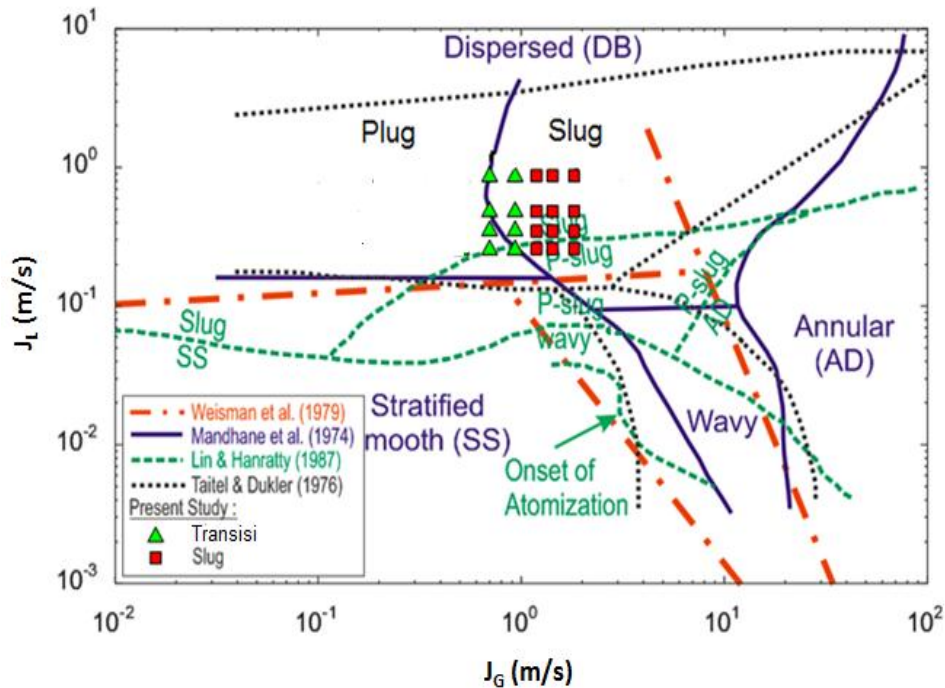 10^1
Dispersed (DB)
Plug
Slug
10^0
Slug
P-slug
J_L (m/s)
10^-1
P-slug
AD
P-slug
wavy
Slug
SS
Annular
(AD)
Weisman et al. (1979)
Mandhane et al. (1974)
Lin & Hanratty (1987)
Taitel & Dukler (1976)
Present Study :
Transisi
Slug
Stratified
mooth (SS)
Wavy
Onset of
Atomization
10^-2
10^-3
10^-2
10^-1
10^0
10^1
10^2
J_G (m/s)